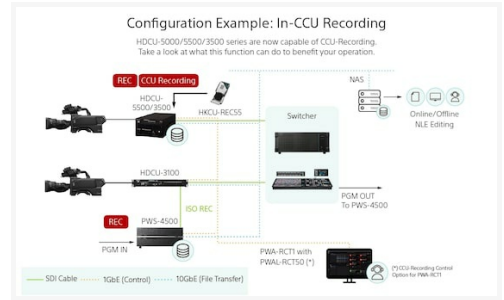 Configuration Example: In-CCU Recording
HDCU-5000/5500/3500 series are now capable of CCU-Recording.
Take a look at what this function can do to benefit your operation.
REC
CCU Recording
HDCU-
5500/3500
HKCU-REC55
NAS
Online/Offline
NLE Editing
Switcher
HDCU-3100
ISO REC
PGM OUT
To PWS-4500
REC
PWS-4500
PGM IN
PWA-RCT1 with
PWAL-RCT50 (*)
(*) CCU-Recording Control
Option for PWA-RCT1
SDI Cable
1GbE (Control)
10GbE (File Transfer)